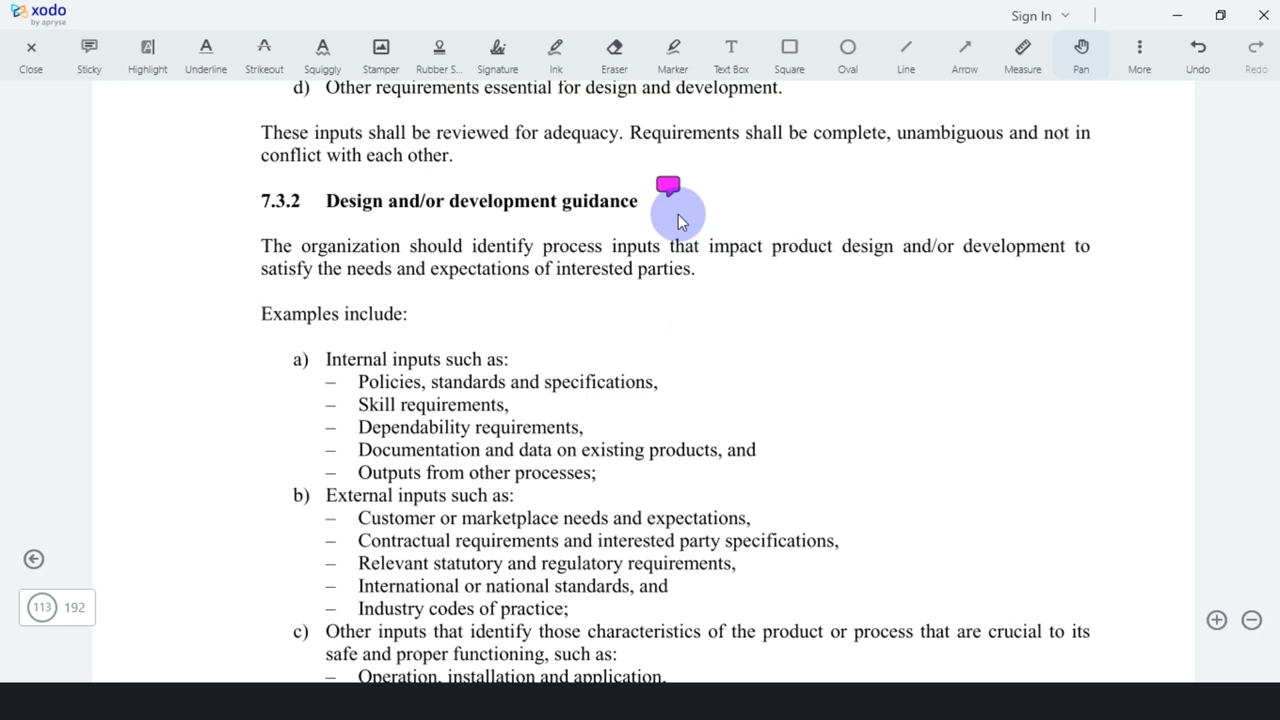 xodo
by apryse
Sign In
Close
Sticky
Highlight
Underline
Strikeout
Squiggly
Stamper
Rubber S...
Signature
Ink
Eraser
Marker
Text Box
Square
Oval
Line
Arrow
Measure
Pan
More
Undo
Redo
d) Other requirements essential for design and development.
These inputs shall be reviewed for adequacy. Requirements shall be complete, unambiguous and not in
conflict with each other.
7.3.2 Design and/or development guidance
The organization should identify process inputs that impact product design and/or development to
satisfy the needs and expectations of interested parties.
Examples include:
a) Internal inputs such as:
– Policies, standards and specifications,
– Skill requirements,
– Dependability requirements,
– Documentation and data on existing products, and
– Outputs from other processes;
b) External inputs such as:
– Customer or marketplace needs and expectations,
– Contractual requirements and interested party specifications,
– Relevant statutory and regulatory requirements,
– International or national standards, and
– Industry codes of practice;
c) Other inputs that identify those characteristics of the product or process that are crucial to its
safe and proper functioning, such as:
– Operation, installation and application,
113 192